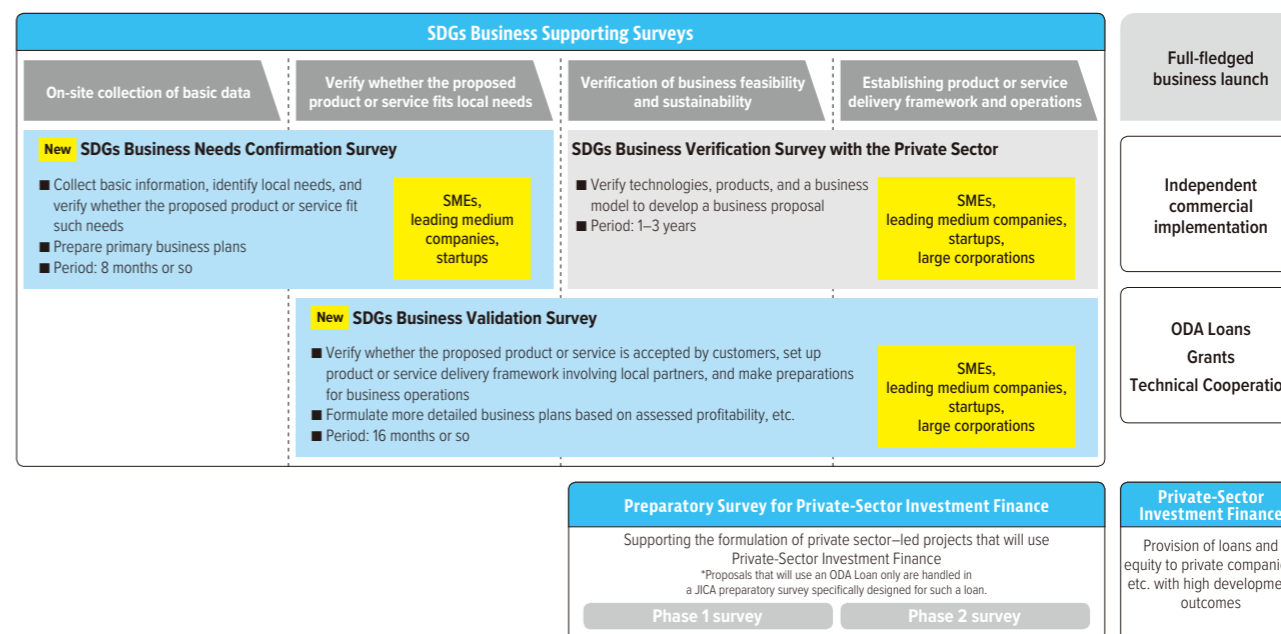 SDGs Business Supporting Surveys
On-site collection of basic data
Verify whether the proposed
product or service fits local needs
Verification of business feasibility
and sustainability
Establishing product or service
delivery framework and operations
Full-fledged
business launch
New SDGs Business Needs Confirmation Survey
■ Collect basic information, identify local needs, and
verify whether the proposed product or service fit
such needs
■ Prepare primary business plans
■ Period: 8 months or so
SMEs,
leading medium
companies,
startups
SDGs Business Verification Survey with the Private Sector
■ Verify technologies, products, and a business
model to develop a business proposal
■ Period: 1–3 years
SMEs,
leading medium companies,
startups,
large corporations
Independent
commercial
implementation
New SDGs Business Validation Survey
■ Verify whether the proposed product or service is accepted by customers, set up
product or service delivery framework involving local partners, and make preparations
for business operations
■ Formulate more detailed business plans based on assessed profitability, etc.
■ Period: 16 months or so
SMEs,
leading medium companies,
startups,
large corporations
ODA Loans
Grants
Technical Cooperatio
Preparatory Survey for Private-Sector Investment Finance
Supporting the formulation of private sector–led projects that will use
Private-Sector Investment Finance
*Proposals that will use an ODA Loan only are handled in
a JICA preparatory survey specifically designed for such a loan.
Phase 1 survey
Phase 2 survey
Private-Sector
Investment Finance
Provision of loans and
equity to private compani
etc. with high developme
outcomes